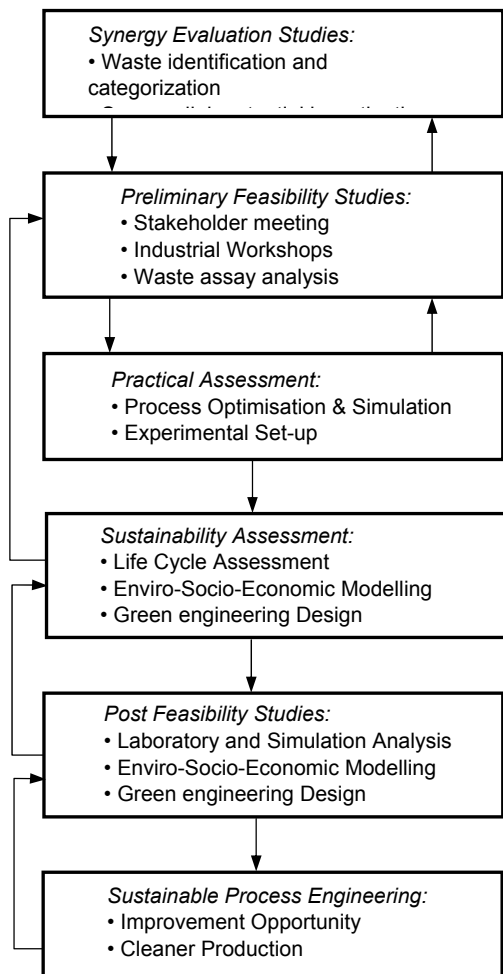 Synergy Evaluation Studies:
• Waste identification and
categorization
Preliminary Feasibility Studies:
• Stakeholder meeting
• Industrial Workshops
• Waste assay analysis
Practical Assessment:
• Process Optimisation & Simulation
• Experimental Set-up
Sustainability Assessment:
• Life Cycle Assessment
• Enviro-Socio-Economic Modelling
• Green engineering Design
Post Feasibility Studies:
• Laboratory and Simulation Analysis
• Enviro-Socio-Economic Modelling
• Green engineering Design
Sustainable Process Engineering:
• Improvement Opportunity
• Cleaner Production